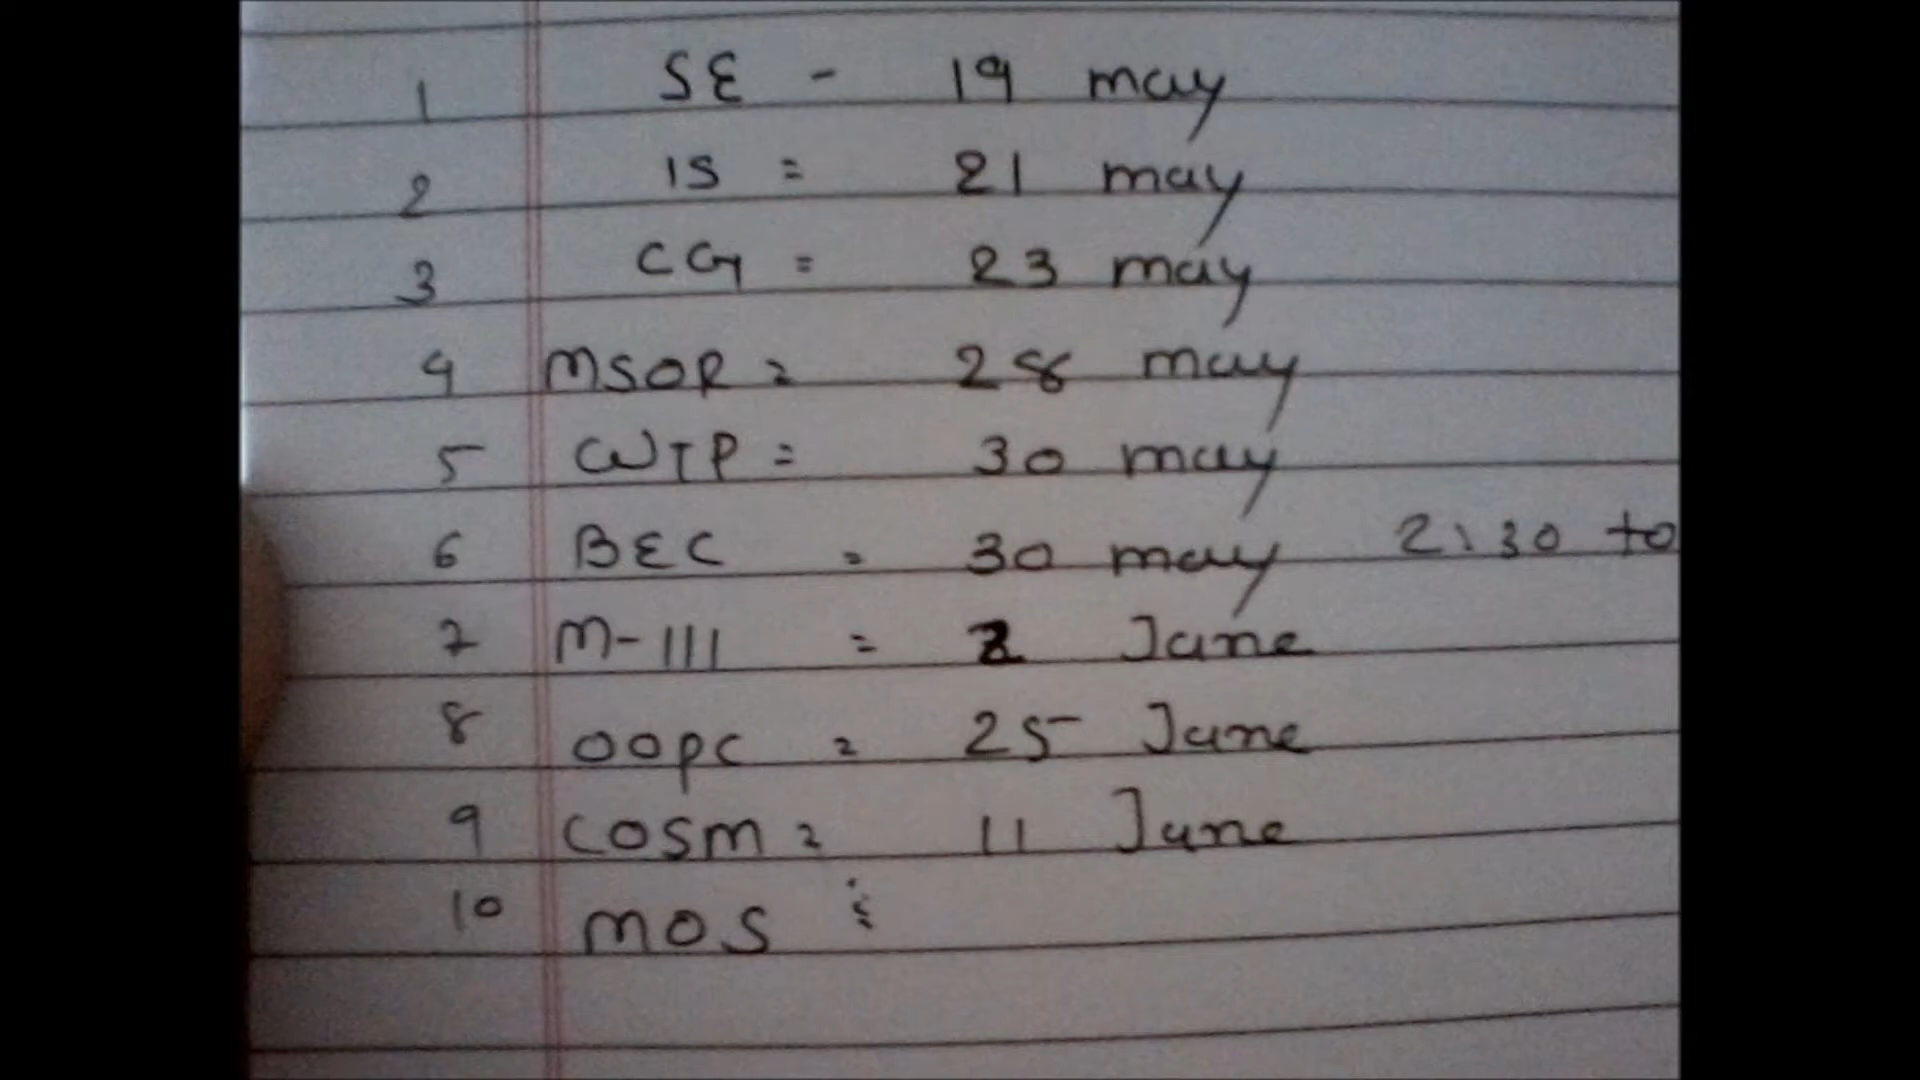 1 SE - 19 may
2 IS = 21 may
3 CG = 23 may
4 MSOR = 28 may
5 CWTP = 30 may
6 BEC = 30 may 2:30 to
7 M-III = 2 June
8 OOPC = 25 June
9 COSM = 11 June
10 MOS :